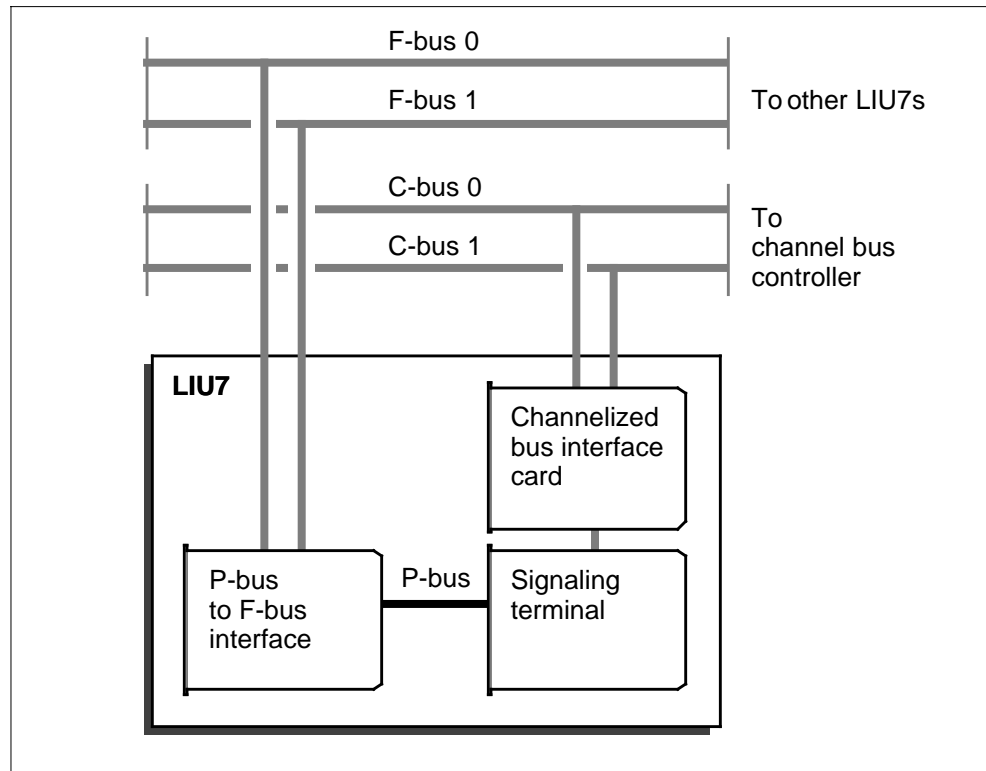 F-bus 0
F-bus 1
To other LIU7s
C-bus 0
C-bus 1
To
channel bus
controller
LIU7
Channelized
bus interface
card
P-bus
to F-bus
interface
P-bus
Signaling
terminal